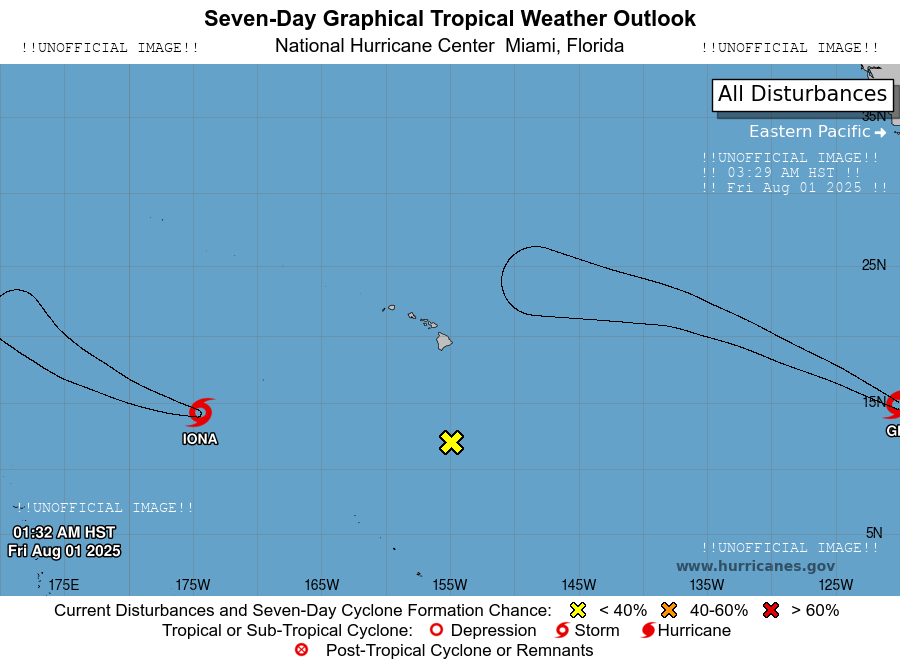 Seven-Day Graphical Tropical Weather Outlook
!!UNOFFICIAL IMAGE!! National Hurricane Center Miami, Florida !!UNOFFICIAL IMAGE!!
All Disturbances
35N
Eastern Pacific
!!UNOFFICIAL IMAGE!!
!! 03:29 AM HST !!
!! Fri Aug 01 2025 !!
25N
15N
IONA
5N
!!UNOFFICIAL IMAGE!!
01:32 AM HST
Fri Aug 01 2025
!!UNOFFICIAL IMAGE!!
www.hurricanes.gov
175E 175W 165W 155W 145W 135W 125W
Current Disturbances and Seven-Day Cyclone Formation Chance: < 40% 40-60% > 60%
Tropical or Sub-Tropical Cyclone: Depression Storm Hurricane
Post-Tropical Cyclone or Remnants